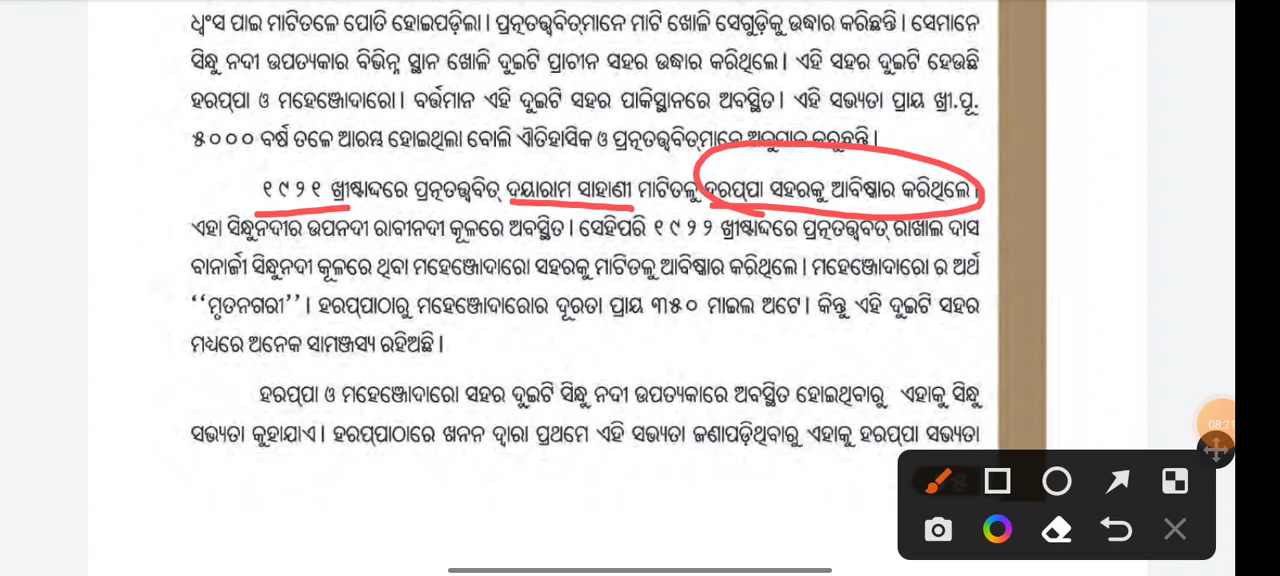 ଧ୍ୱଂସ ପାଇ ମାଟିତଳେ ପୋତି ହୋଇପଡ଼ିଲା । ପ୍ରତ୍ନତତ୍ତ୍ୱବିତ୍‌ମାନେ ମାଟି ଖୋଳି ସେଗୁଡ଼ିକୁ ଉଦ୍ଧାର କରିଛନ୍ତି । ସେମାନେ
ସିନ୍ଧୁ ନଦୀ ଉପତ୍ୟକାର ବିଭିନ୍ନ ସ୍ଥାନ ଖୋଳି ଦୁଇଟି ପ୍ରାଚୀନ ସହର ଉଦ୍ଧାର କରିଥିଲେ । ଏହି ସହର ଦୁଇଟି ହେଉଛି
ହରପ୍‌ପା ଓ ମହେଞ୍ଜୋଦାରୋ । ବର୍ତ୍ତମାନ ଏହି ଦୁଇଟି ସହର ପାକିସ୍ଥାନରେ ଅବସ୍ଥିତ । ଏହି ସଭ୍ୟତା ପ୍ରାୟ ଖ୍ରୀ.ପୂ.
୫୦୦୦ ବର୍ଷ ତଳେ ଆରମ୍ଭ ହୋଇଥିଲା ବୋଲି ଐତିହାସିକ ଓ ପ୍ରତ୍ନତତ୍ତ୍ୱବିତ୍‌ମାନେ ଅନୁମାନ କରୁଛନ୍ତି ।
୧୯୨୧ ଖ୍ରୀଷ୍ଟାବ୍ଦରେ ପ୍ରତ୍ନତତ୍ତ୍ୱବିତ୍ ଦୟାରାମ ସାହାଣୀ ମାଟିତଳୁ ହରପ୍‌ପା ସହରକୁ ଆବିଷ୍କାର କରିଥିଲେ ।
ଏହା ସିନ୍ଧୁନଦୀର ଉପନଦୀ ରାବୀନଦୀ କୂଳରେ ଅବସ୍ଥିତ । ସେହିପରି ୧୯୨୨ ଖ୍ରୀଷ୍ଟାବ୍ଦରେ ପ୍ରତ୍ନତତ୍ତ୍ୱବିତ୍ ରାଖାଲ ଦାସ
ବାନାର୍ଜୀ ସିନ୍ଧୁନଦୀ କୂଳରେ ଥିବା ମହେଞ୍ଜୋଦାରୋ ସହରକୁ ମାଟିତଳୁ ଆବିଷ୍କାର କରିଥିଲେ । ମହେଞ୍ଜୋଦାରୋ ର ଅର୍ଥ
‘‘ମୃତନଗରୀ’’ । ହରପ୍‌ପାଠାରୁ ମହେଞ୍ଜୋଦାରୋର ଦୂରତା ପ୍ରାୟ ୩୫୦ ମାଇଲ ଅଟେ । କିନ୍ତୁ ଏହି ଦୁଇଟି ସହର
ମଧ୍ୟରେ ଅନେକ ସାମଞ୍ଜସ୍ୟ ରହିଅଛି ।
ହରପ୍‌ପା ଓ ମହେଞ୍ଜୋଦାରୋ ସହର ଦୁଇଟି ସିନ୍ଧୁ ନଦୀ ଉପତ୍ୟକାରେ ଅବସ୍ଥିତ ହୋଇଥିବାରୁ ଏହାକୁ ସିନ୍ଧୁ
ସଭ୍ୟତା କୁହାଯାଏ । ହରପ୍‌ପାଠାରେ ଖନନ ଦ୍ୱାରା ପ୍ରଥମେ ଏହି ସଭ୍ୟତା ଜଣାପଡ଼ିଥିବାରୁ ଏହାକୁ ହରପ୍‌ପା ସଭ୍ୟତା